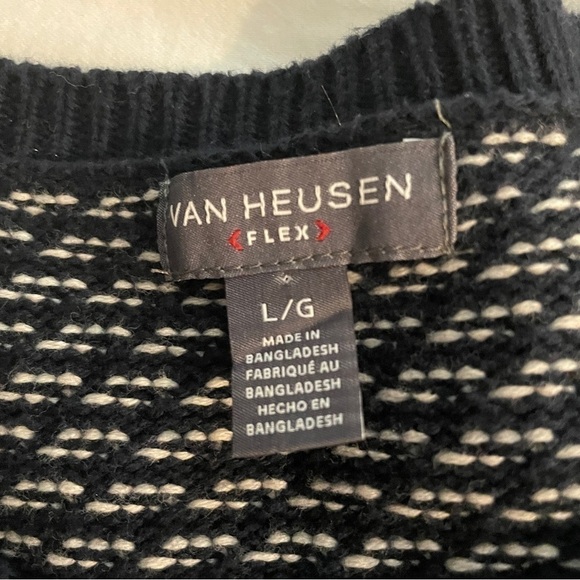 VAN HEUSEN
FLEX
L/G
MADE IN
BANGLADESH
FABRIQUÉ AU
BANGLADESH
HECHO EN
BANGLADESH